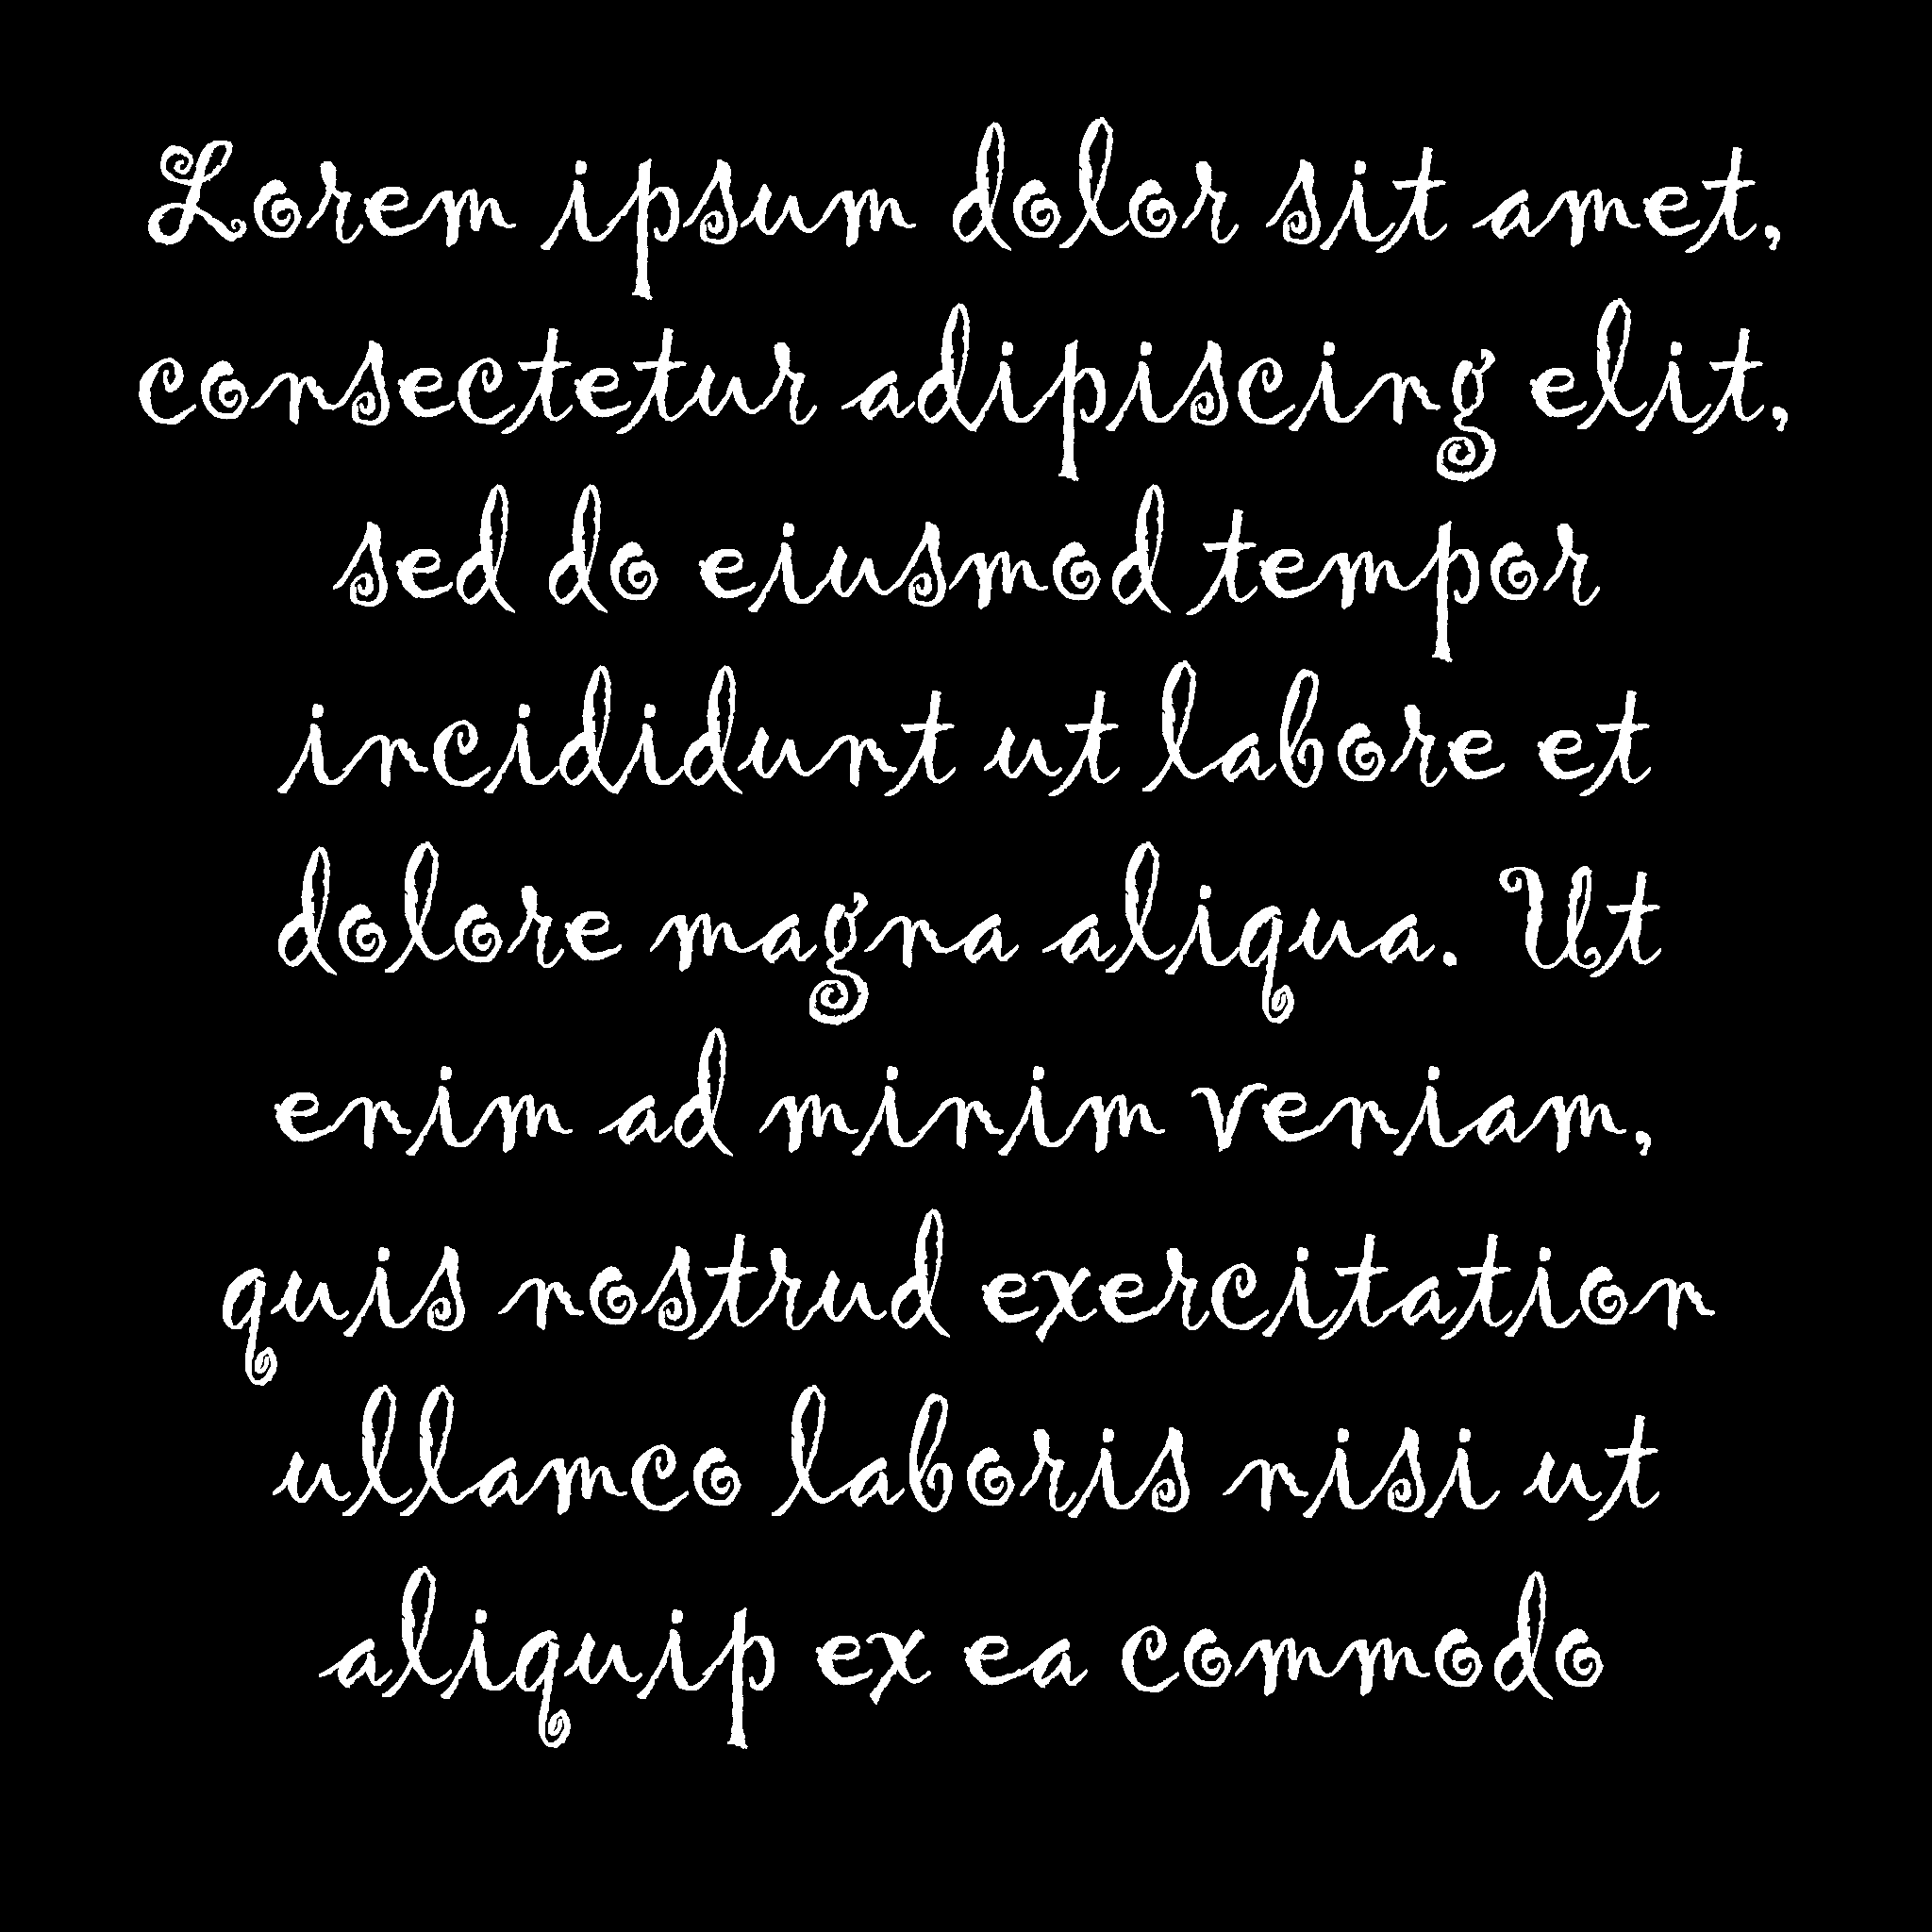 Lorem ipsum dolor sit amet,
consectetur adipiscing elit,
sed do eiusmod tempor
incididunt ut labore et
dolore magna aliqua. Ut
enim ad minim veniam,
quis nostrud exercitation
ullamco laboris nisi ut
aliquip ex ea commodo